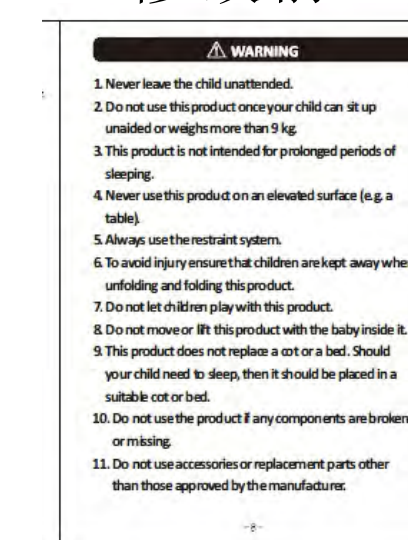 WARNING
1. Never leave the child unattended.
2. Do not use this product once your child can sit up
unaided or weighs more than 9 kg.
3. This product is not intended for prolonged periods of
sleeping.
4. Never use this product on an elevated surface (e.g. a
table).
5. Always use the restraint system.
6. To avoid injury ensure that children are kept away whe
unfolding and folding this product.
7. Do not let children play with this product.
8. Do not move or lift this product with the baby inside it.
9. This product does not replace a cot or a bed. Should
your child need to sleep, then it should be placed in a
suitable cot or bed.
10. Do not use the product if any components are broken
or missing.
11. Do not use accessories or replacement parts other
than those approved by the manufacturer.
-8-